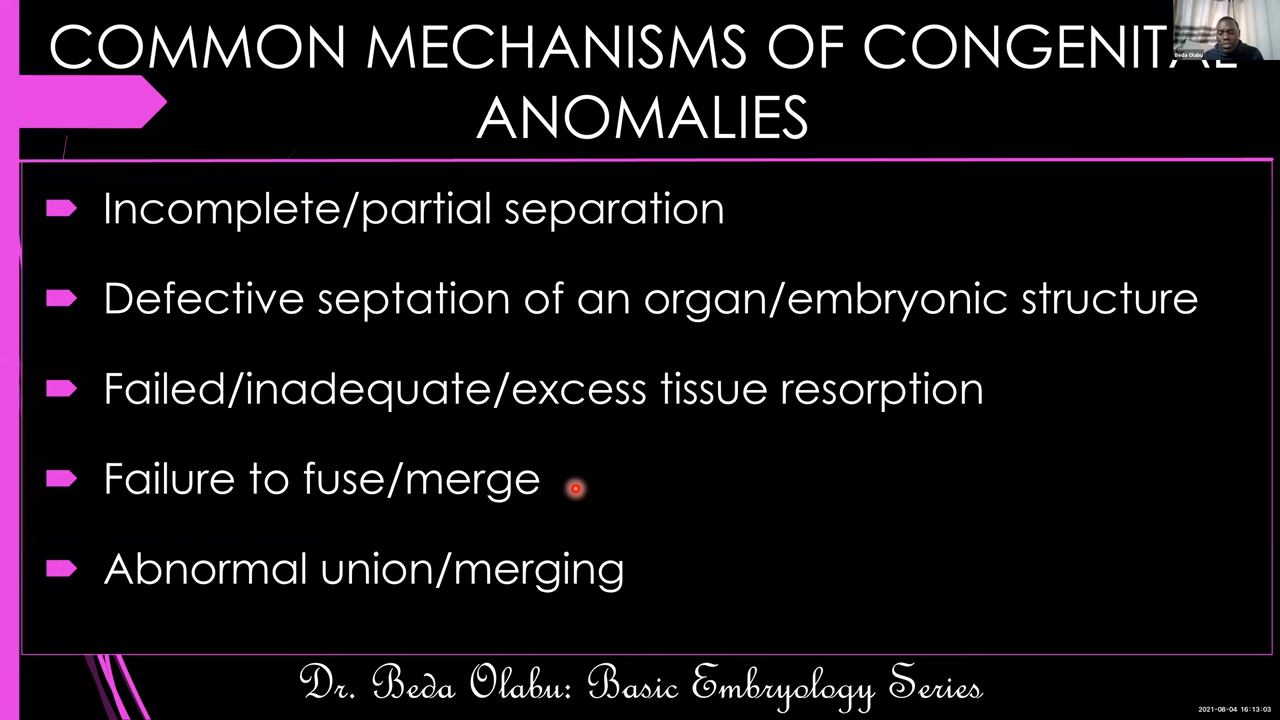 COMMON MECHANISMS OF CONGENITAL
ANOMALIES
Beda Olabu
Incomplete/partial separation
Defective septation of an organ/embryonic structure
Failed/inadequate/excess tissue resorption
Failure to fuse/merge
Abnormal union/merging
Dr. Beda Olabu: Basic Embryology Series
2021-08-04 16:13:03